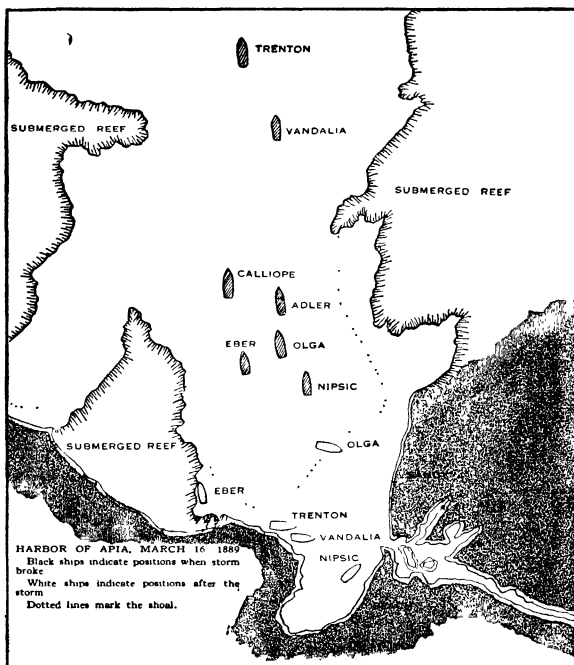 TRENTON
SUBMERGED REEF
VANDALIA
SUBMERGED REEF
CALLIOPE
ADLER
EBER
OLGA
NIPSIC
OLGA
SUBMERGED REEF
EBER
TRENTON
VANDALIA
NIPSIC
HARBOR OF APIA, MARCH 16 1889
Black ships indicate positions when storm
broke
White ships indicate positions after the
storm
Dotted lines mark the shoal.